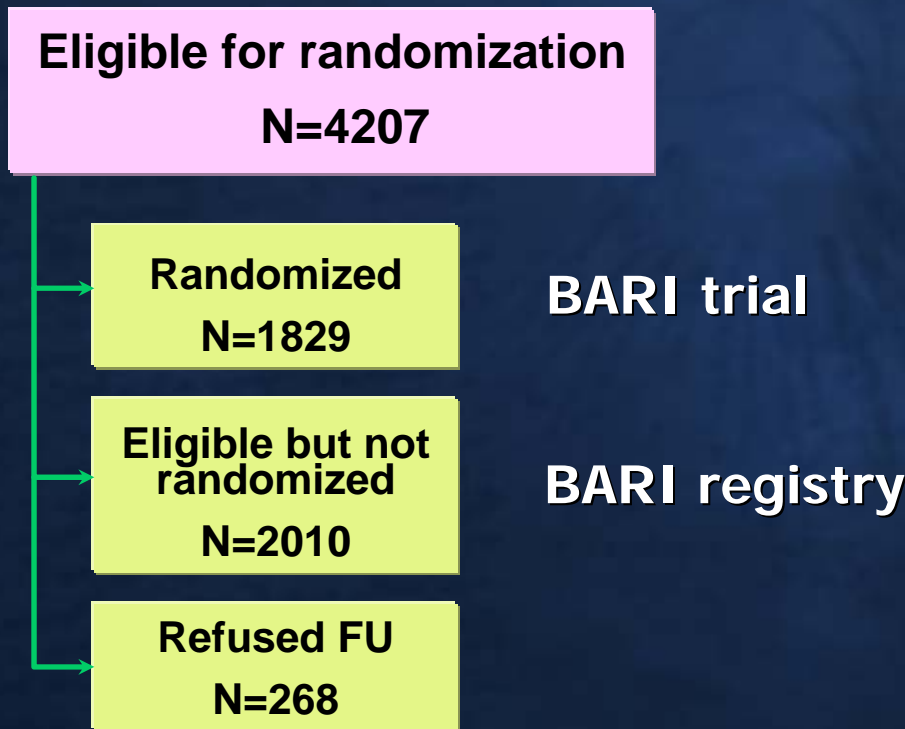 Eligible for randomization
N=4207
Randomized
N=1829
BARI trial
Eligible but not
randomized
N=2010
BARI registry
Refused FU
N=268